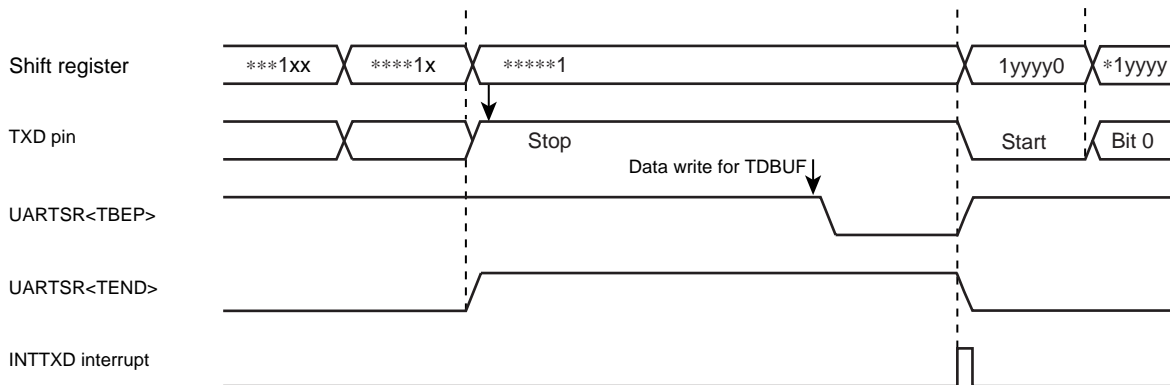 Shift register ***1xx ****1x *****1 1yyyy0 *1yyyy
TXD pin Stop Start Bit 0
Data write for TDBUF
UARTSR<TBEP>
UARTSR<TEND>
INTTXD interrupt